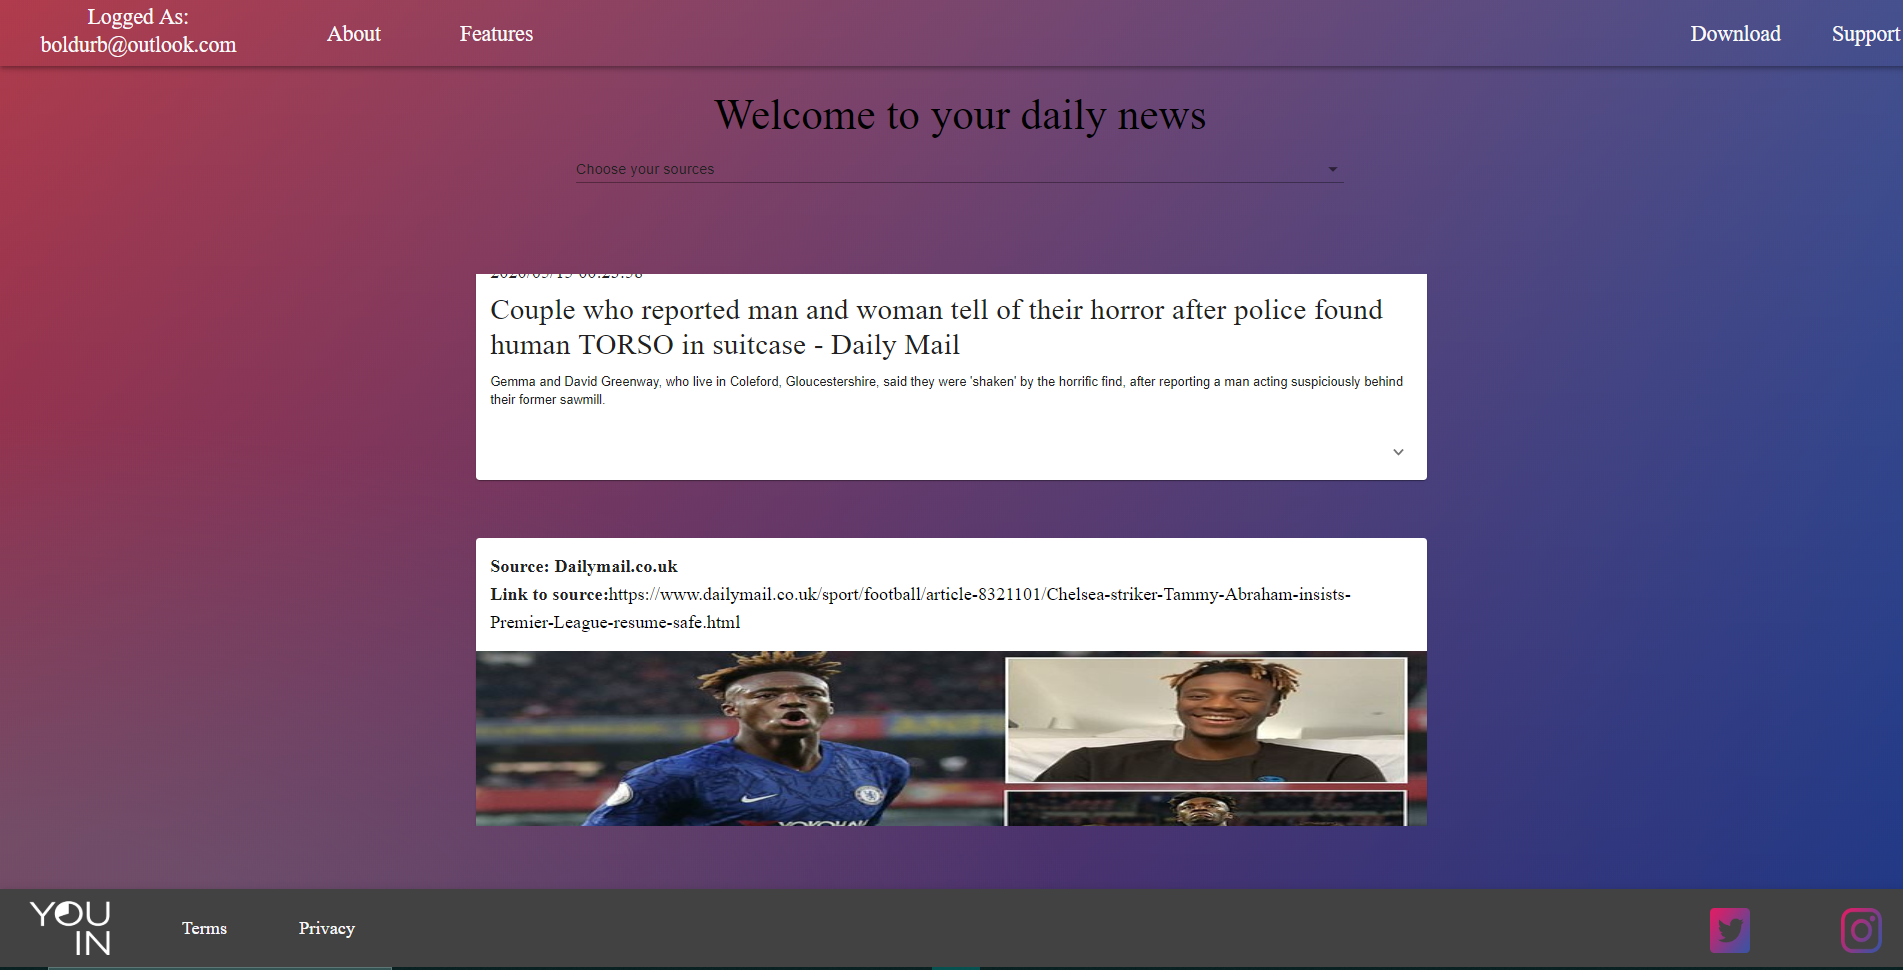 Logged As:
boldurb@outlook.com
About
Features
Download
Support
Welcome to your daily news
Choose your sources
Couple who reported man and woman tell of their horror after police found
human TORSO in suitcase - Daily Mail
Gemma and David Greenway, who live in Coleford, Gloucestershire, said they were 'shaken' by the horrific find, after reporting a man acting suspiciously behind
their former sawmill.
Source: Dailymail.co.uk
Link to source:https://www.dailymail.co.uk/sport/football/article-8321101/Chelsea-striker-Tammy-Abraham-insists-
Premier-League-resume-safe.html
YOU
IN
Terms
Privacy